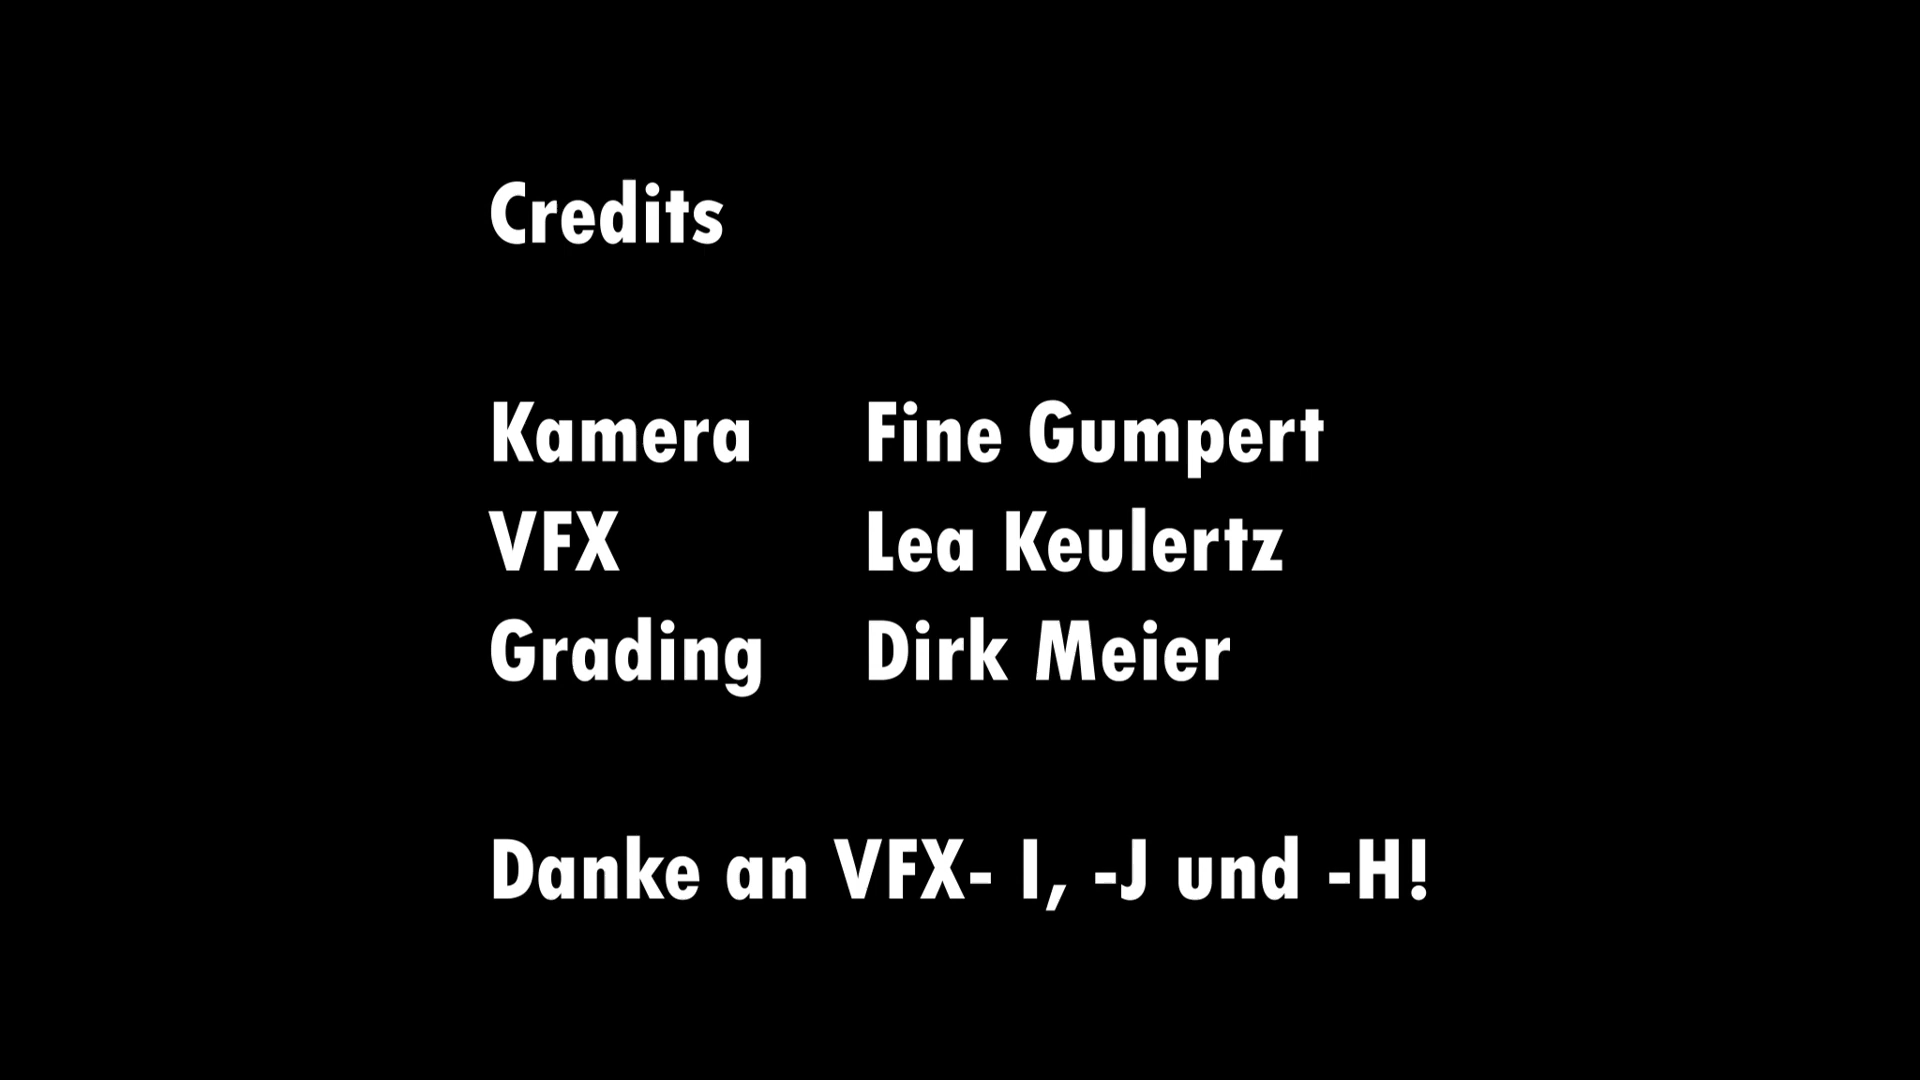 Credits
Kamera Fine Gumpert
VFX Lea Keulertz
Grading Dirk Meier
Danke an VFX- I, -J und -H!